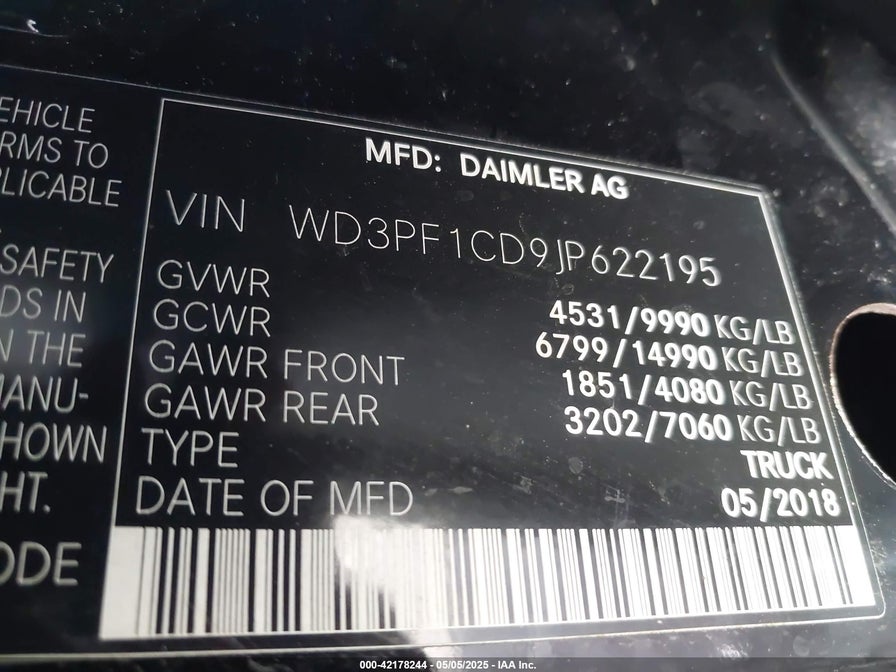 EHICLE
RMS TO
PLICABLE
SAFETY
DS IN
N THE
MANU-
HOWN
HT.
ODE
MFD: DAIMLER AG
VIN WD3PF1CD9JP622195
GVWR 4531/9990 KG/LB
GCWR 6799/14990 KG/LB
GAWR FRONT 1851/4080 KG/LB
GAWR REAR 3202/7060 KG/LB
TYPE TRUCK
DATE OF MFD 05/2018
000-42178244 - 05/05/2025 - IAA Inc.